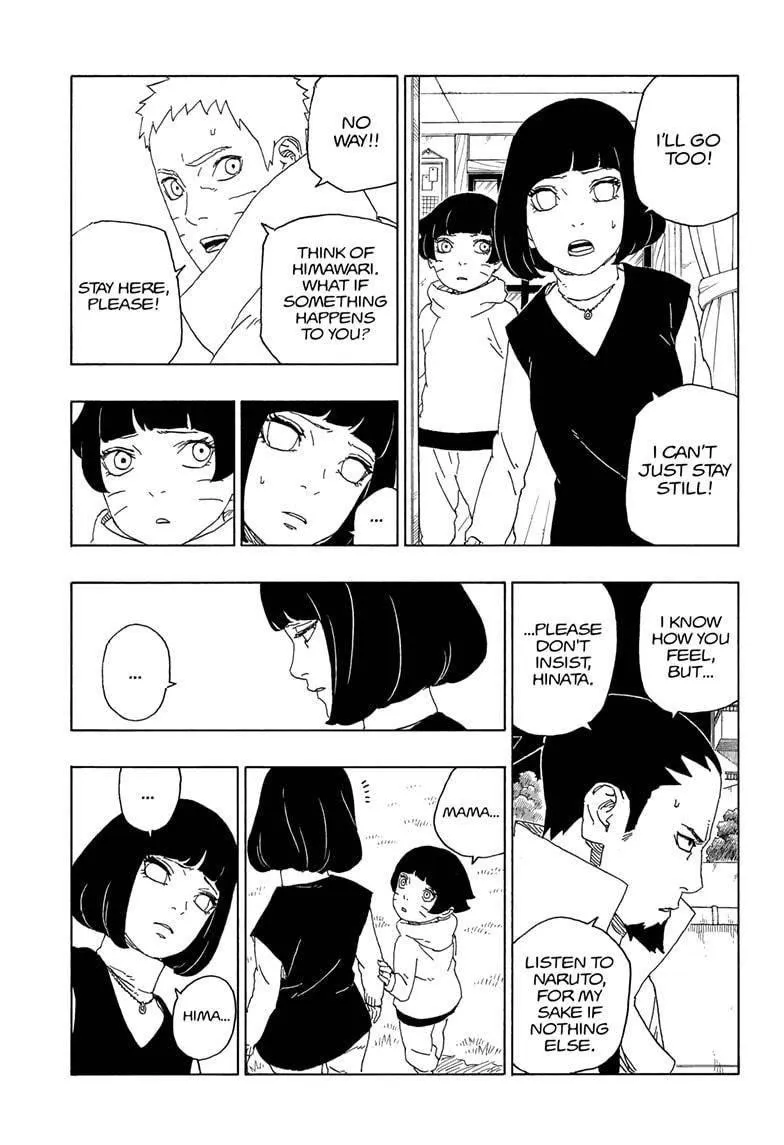 I'LL GO
TOO!
I CAN'T
JUST STAY
STILL!
NO
WAY!!
THINK OF
HIMAWARI.
WHAT IF
SOMETHING
HAPPENS
TO YOU?
STAY HERE,
PLEASE!
...
I KNOW
HOW YOU
FEEL,
BUT...
...PLEASE
DON'T
INSIST,
HINATA.
LISTEN TO
NARUTO,
FOR MY
SAKE IF
NOTHING
ELSE.
...
MAMA...
...
HIMA...